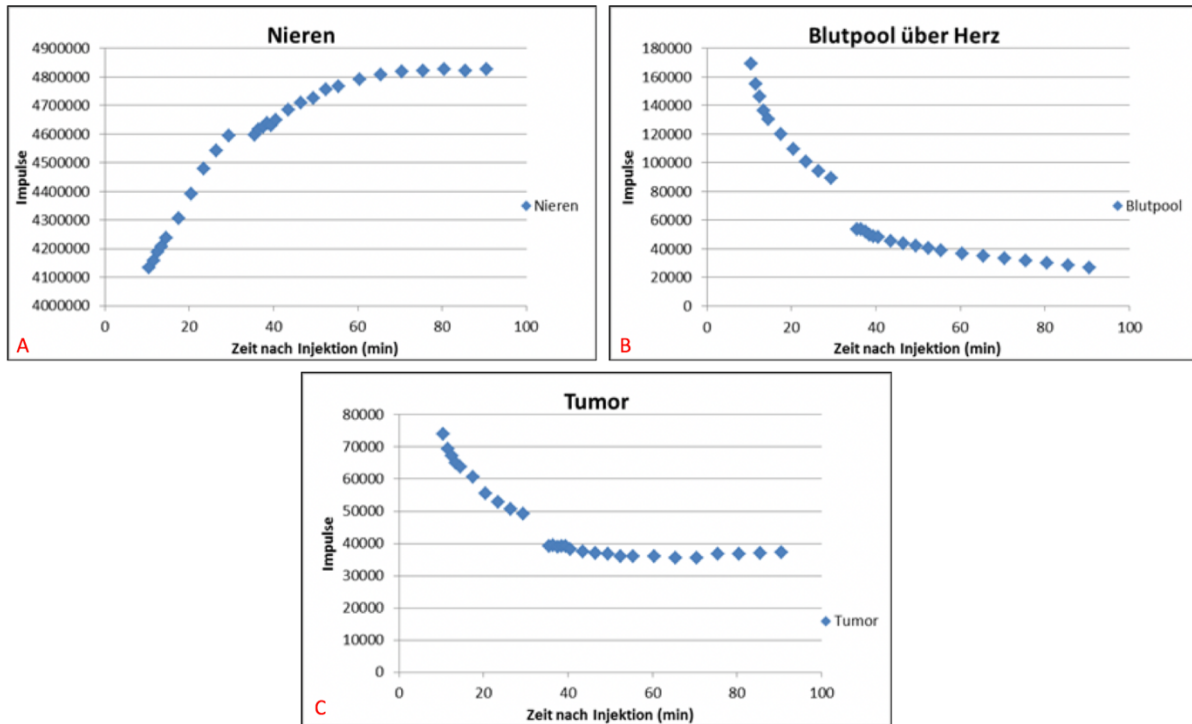 Nieren
4900000
4800000
4700000
4600000
4500000
4400000
4300000
4200000
4100000
4000000
Impulse
Nieren
0 20 40 60 80 100
A
Zeit nach Injektion (min)
Blutpool über Herz
180000
160000
140000
120000
100000
80000
60000
40000
20000
0
Impulse
Blutpool
0 20 40 60 80 100
B
Zeit nach Injektion (min)
Tumor
80000
70000
60000
50000
40000
30000
20000
10000
0
Impulse
Tumor
0 20 40 60 80 100
C
Zeit nach Injektion (min)